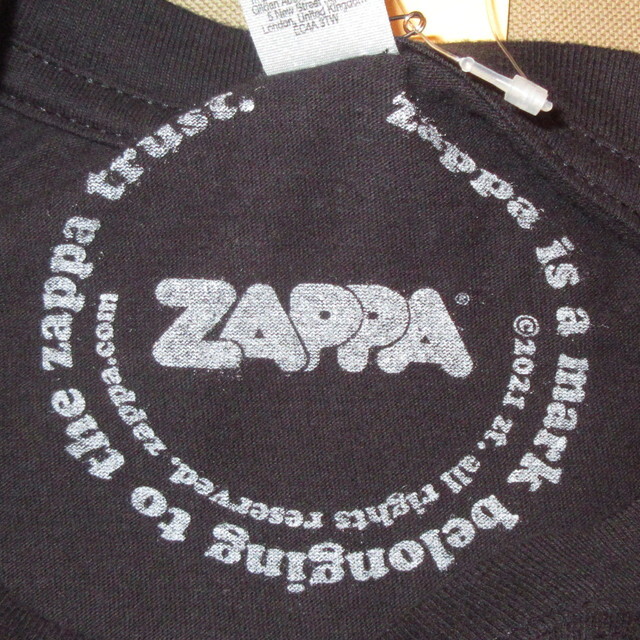 5 New Street
London, United Kingdom
EC4A 3TW
Zappa is a mark belonging to the zappa trust.
ZAPPA®
©2021 zt. all rights reserved. zappa.com